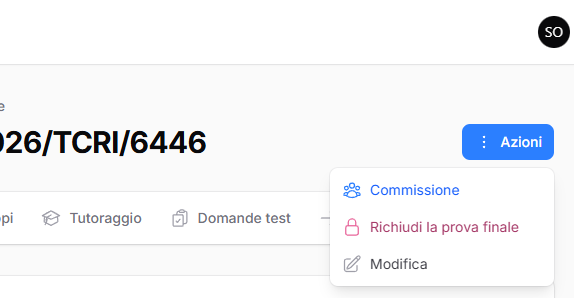 SO
e
026/TCRI/6446
Azioni
Commissione
pi
Tutoraggio
Domande test
Richiudi la prova finale
Modifica